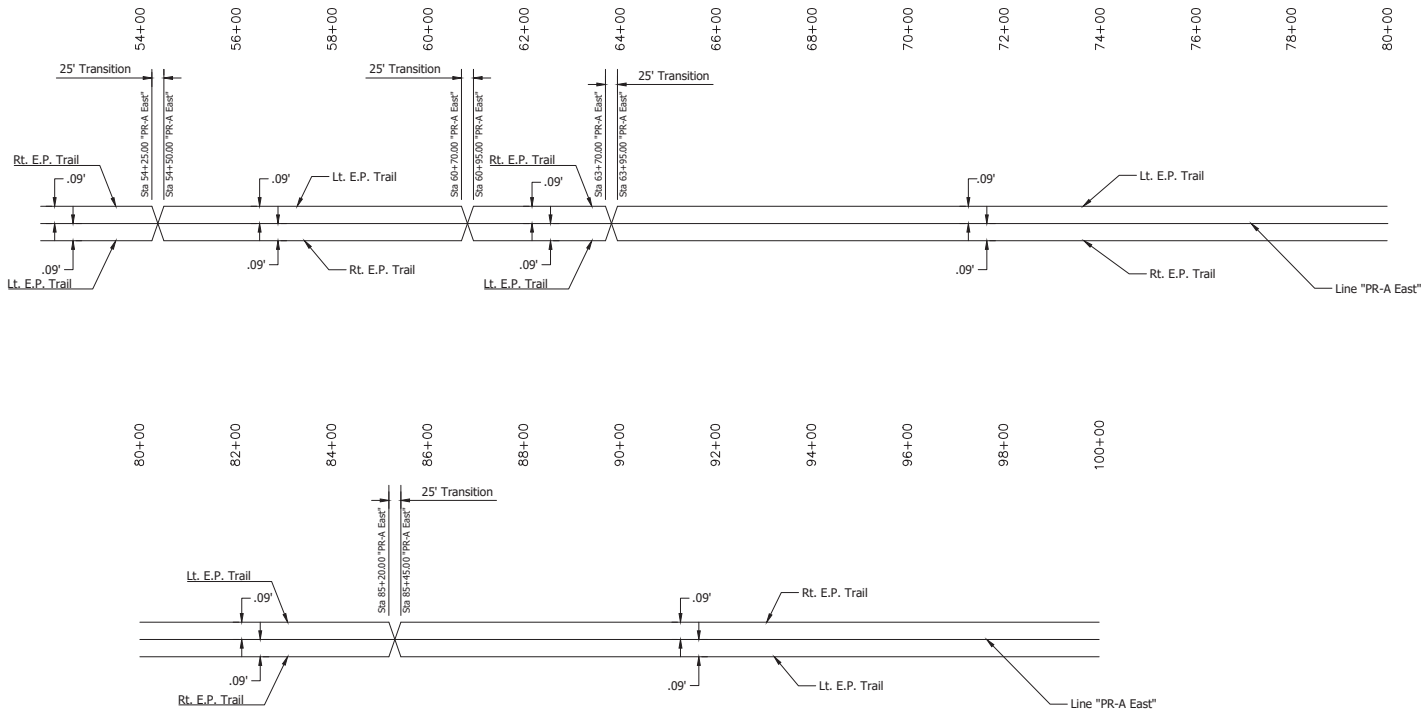 54+00
56+00
58+00
60+00
62+00
64+00
66+00
68+00
70+00
72+00
74+00
76+00
78+00
80+00
25' Transition
25' Transition
25' Transition
Sta 54+25.00 "PR-A East"
Sta 54+50.00 "PR-A East"
Sta 60+70.00 "PR-A East"
Sta 60+95.00 "PR-A East"
Sta 63+70.00 "PR-A East"
Sta 63+95.00 "PR-A East"
Rt. E.P. Trail
.09'
.09'
Lt. E.P. Trail
Rt. E.P. Trail
.09'
.09'
Lt. E.P. Trail
.09'
.09'
.09'
.09'
Lt. E.P. Trail
Rt. E.P. Trail
Lt. E.P. Trail
Rt. E.P. Trail
Line "PR-A East"
80+00
82+00
84+00
86+00
88+00
90+00
92+00
94+00
96+00
98+00
100+00
25' Transition
Sta 85+20.00 "PR-A East"
Sta 85+45.00 "PR-A East"
Lt. E.P. Trail
.09'
.09'
Rt. E.P. Trail
.09'
.09'
Rt. E.P. Trail
Lt. E.P. Trail
Line "PR-A East"